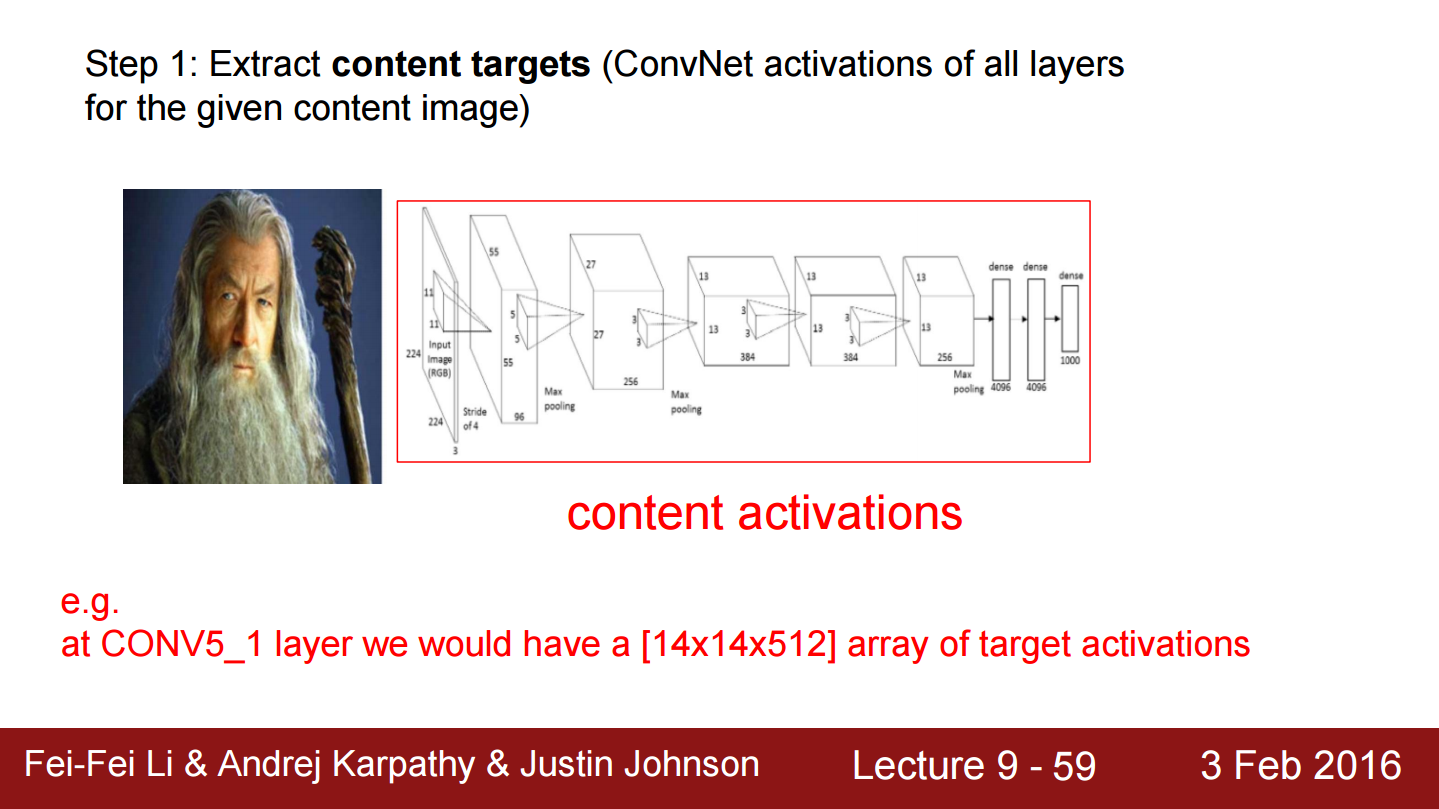 Step 1: Extract content targets (ConvNet activations of all layers
for the given content image)
11
11
Input
Image
(RGB)
224
224
3
Stride
of 4
55
55
96
5
5
Max
pooling
27
27
256
3
3
Max
pooling
13
13
384
3
3
13
13
384
3
3
13
13
256
Max
pooling
dense
4096
dense
4096
dense
1000
content activations
e.g.
at CONV5_1 layer we would have a [14x14x512] array of target activations
Fei-Fei Li & Andrej Karpathy & Justin Johnson
Lecture 9 - 59
3 Feb 2016